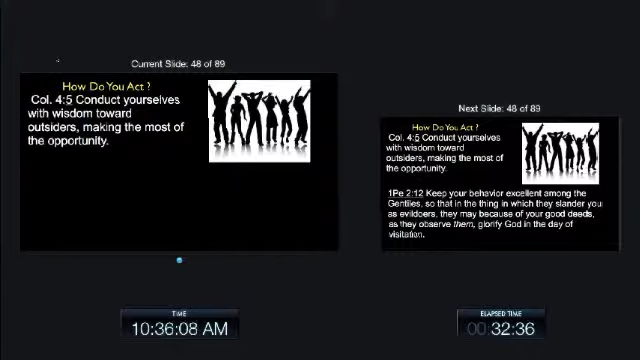 Current Slide: 48 of 89
How Do You Act ?
Col. 4:5 Conduct yourselves
with wisdom toward
outsiders, making the most of
the opportunity.
Next Slide: 48 of 89
How Do You Act ?
Col. 4:5 Conduct yourselves
with wisdom toward
outsiders, making the most of
the opportunity.
1Pe 2:12 Keep your behavior excellent among the
Gentiles, so that in the thing in which they slander you
as evildoers, they may because of your good deeds,
as they observe them, glorify God in the day of
visitation.
TIME
10:36:08 AM
ELAPSED TIME
00:32:36